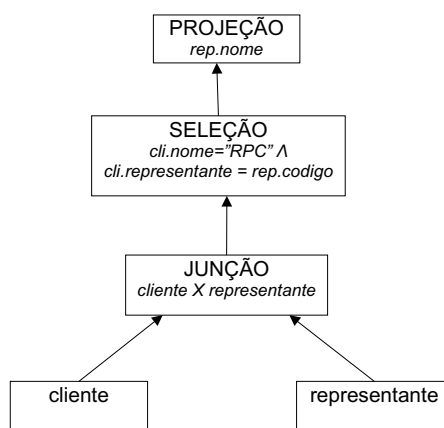 PROJEÇÃO
rep.nome
SELEÇÃO
cli.nome=”RPC” Λ
cli.representante = rep.codigo
JUNÇÃO
cliente X representante
cliente
representante